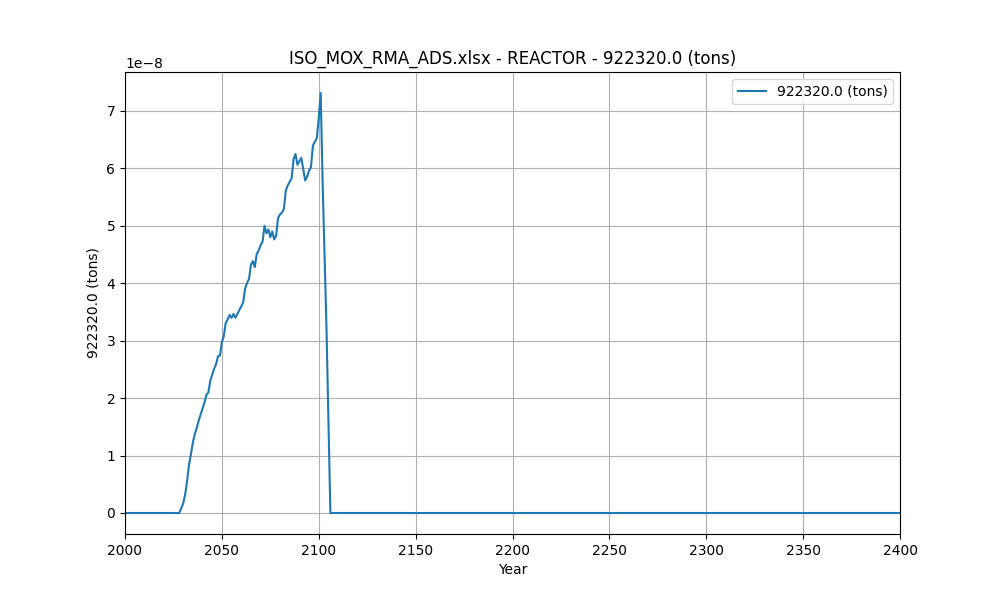 ISO_MOX_RMA_ADS.xlsx - REACTOR - 922320.0 (tons)
1e−8
922320.0 (tons)
7
6
5
4
3
2
1
0
922320.0 (tons)
2000 2050 2100 2150 2200 2250 2300 2350 2400
Year